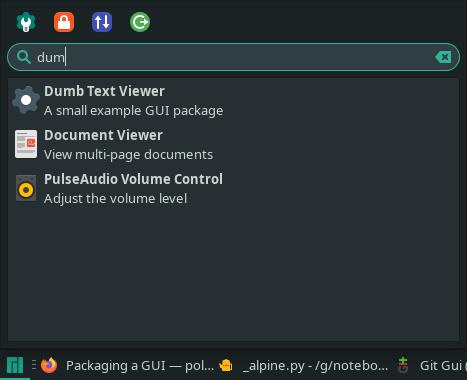 dum
Dumb Text Viewer
A small example GUI package
Document Viewer
View multi-page documents
PulseAudio Volume Control
Adjust the volume level
Packaging a GUI — pol... _alpine.py - /g/notebo... Git Gui (